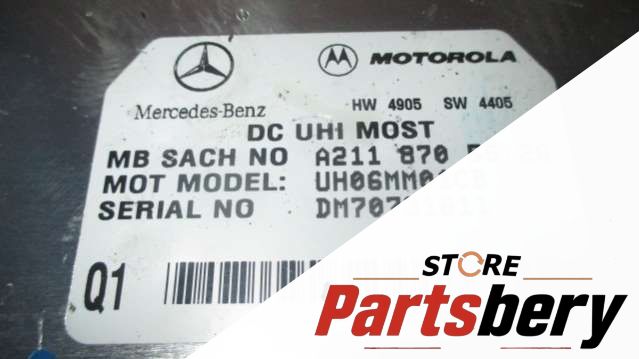 Mercedes-Benz
MOTOROLA
HW 4905 SW 4405
DC UHI MOST
MB SACH NO A211 870
MOT MODEL:
SERIAL NO
Q1
STORE
Partsbery